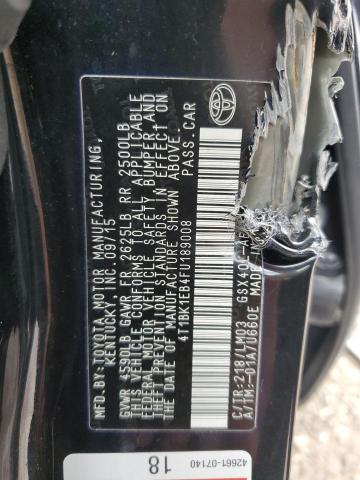 MFD.BY:TOYOTA MOTOR MANUFACTURING,
KENTUCKY, INC. 09/15
GVWR 4590LB GAWR FR 2625LB RR 2500LB
THIS VEHICLE CONFORMS TO ALL APPLICABLE
FEDERAL MOTOR VEHICLE SAFETY, BUMPER, AND
THEFT PREVENTION STANDARDS IN EFFECT ON
THE DATE OF MANUFACTURE SHOWN ABOVE.
4T1BK1EB4FU189008 PASS.CAR
C/TR:218/LM03
A/TM:-01A/U660E MADE
42661-07140
18